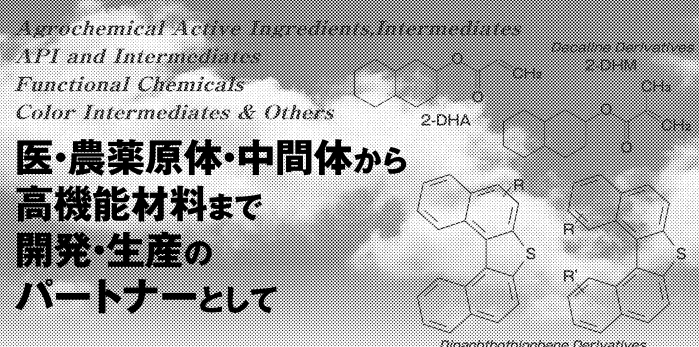 Agrochemical Active Ingredients,Intermediates
API and Intermediates
Functional Chemicals
Color Intermediates & Others
医・農薬原体・中間体から
高機能材料まで
開発・生産の
パートナーとして
Decaline Derivatives
2-DHM
O
CH₃
O
2-DHA
CH₃
O
CH₃
O
R
S
R
R'
S
Dinaphthothiophene Derivatives